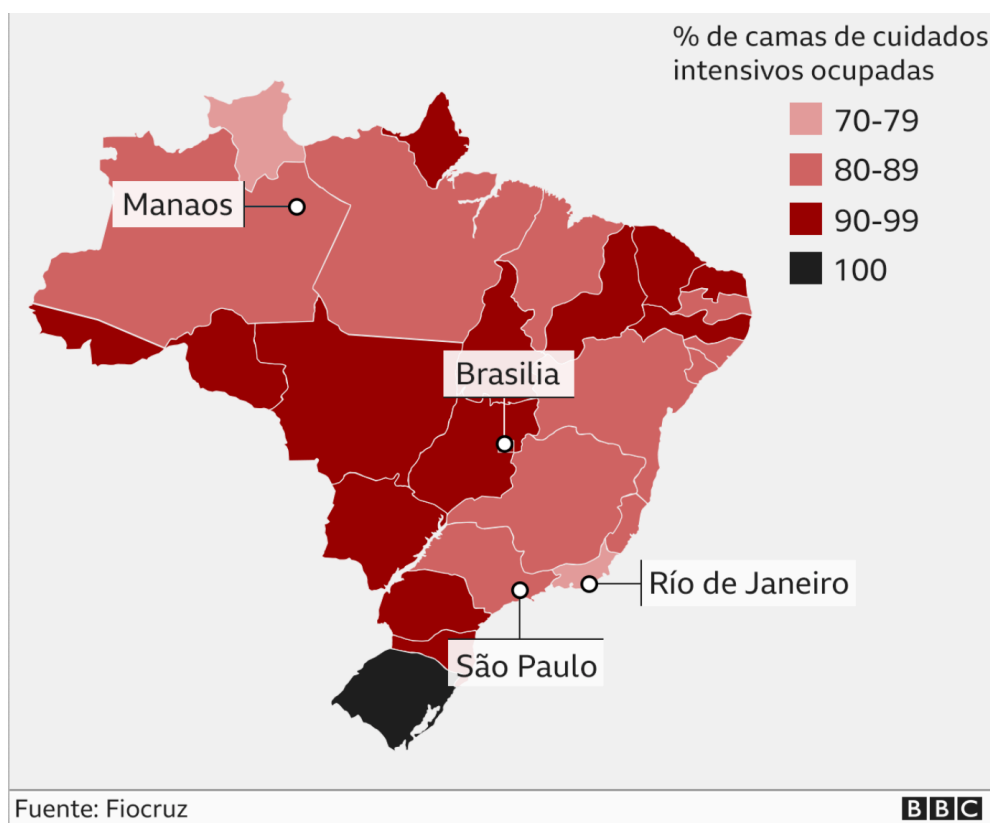 % de camas de cuidados
intensivos ocupadas
70-79
80-89
90-99
100
Manaos
Brasilia
Río de Janeiro
São Paulo
Fuente: Fiocruz
BBC